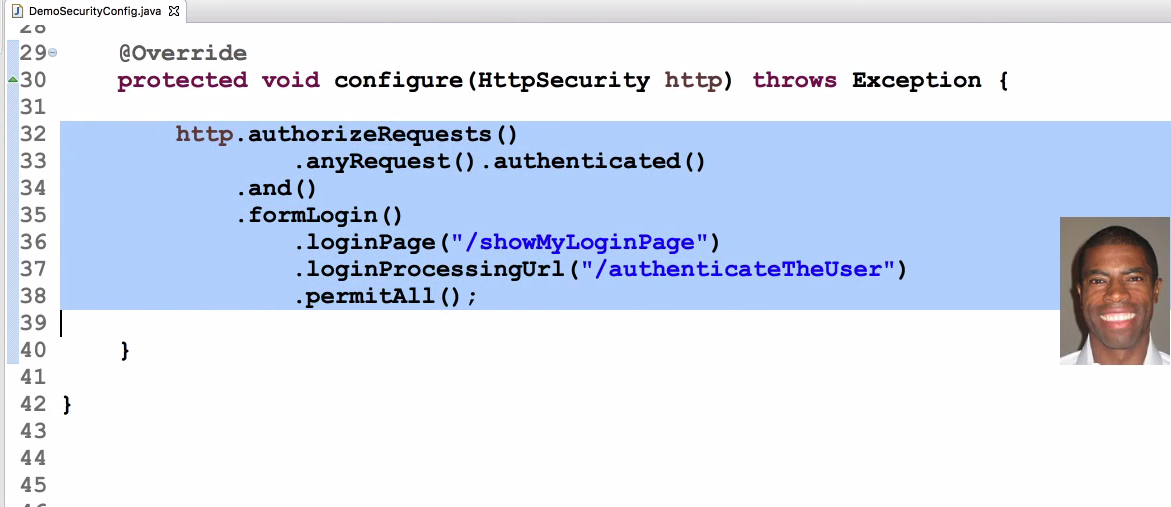 DemoSecurityConfig.java
28
29 @Override
30 protected void configure(HttpSecurity http) throws Exception {
31
32 http.authorizeRequests()
33 .anyRequest().authenticated()
34 .and()
35 .formLogin()
36 .loginPage("/showMyLoginPage")
37 .loginProcessingUrl("/authenticateTheUser")
38 .permitAll();
39
40 }
41
42 }
43
44
45